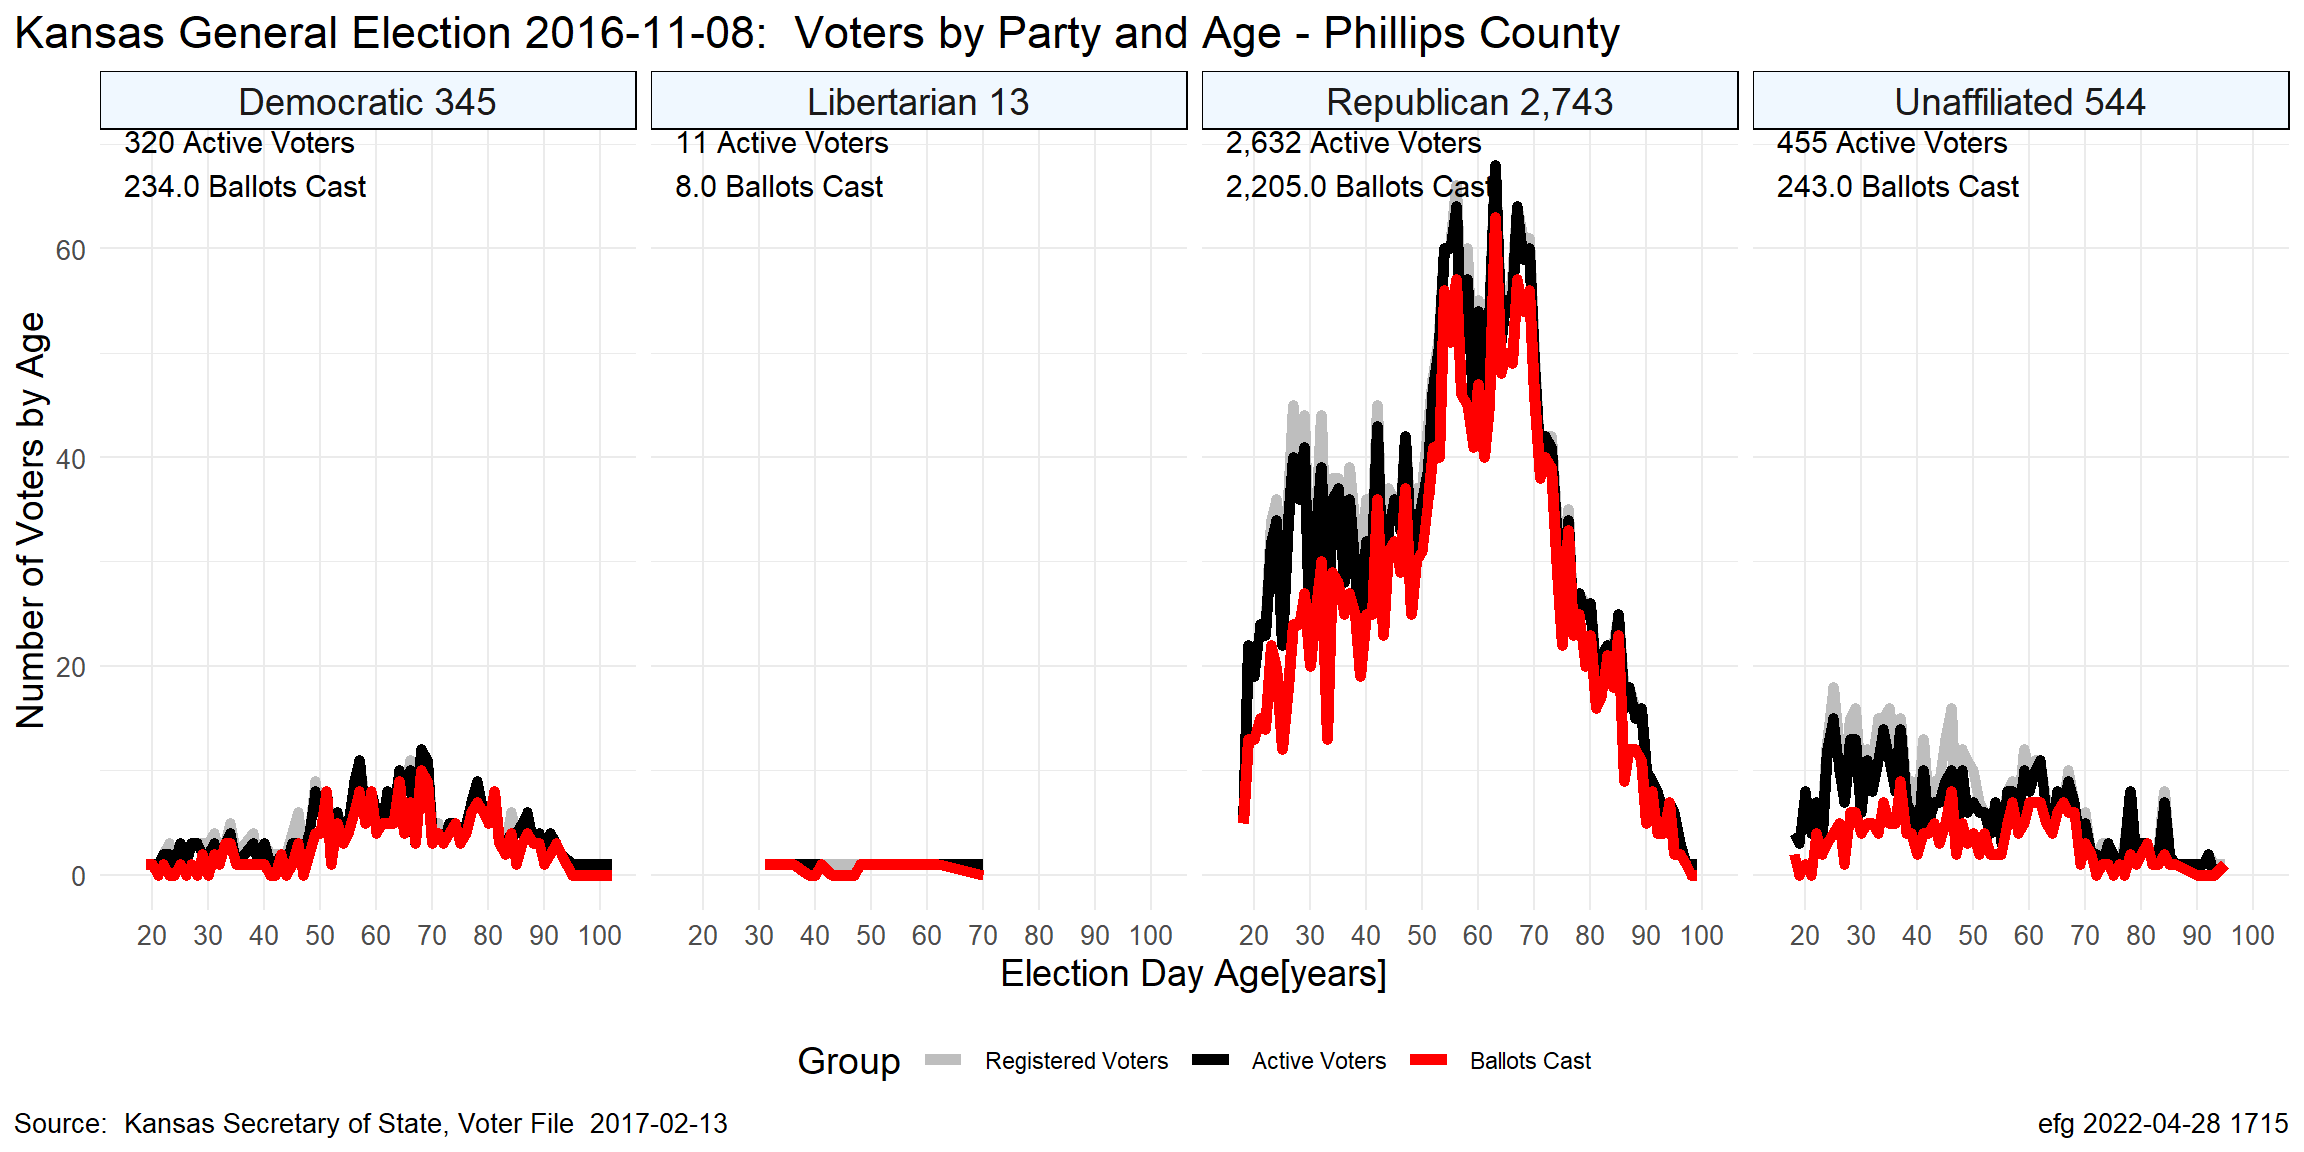 Kansas General Election 2016-11-08:  Voters by Party and Age - Phillips County
Democratic 345
Libertarian 13
Republican 2,743
Unaffiliated 544
320 Active Voters
234.0 Ballots Cast
11 Active Voters
8.0 Ballots Cast
2,632 Active Voters
2,205.0 Ballots Cast
455 Active Voters
243.0 Ballots Cast
Number of Voters by Age
60
40
20
0
20 30 40 50 60 70 80 90 100
20 30 40 50 60 70 80 90 100
20 30 40 50 60 70 80 90 100
20 30 40 50 60 70 80 90 100
Election Day Age[years]
Group Registered Voters Active Voters Ballots Cast
Source:  Kansas Secretary of State, Voter File  2017-02-13
efg 2022-04-28 1715